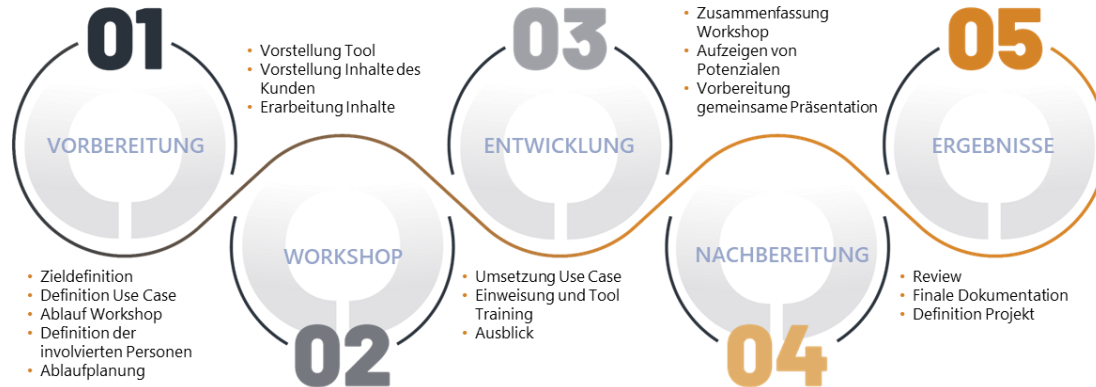 01
VORBEREITUNG
• Zieldefinition
• Definition Use Case
• Ablauf Workshop
• Definition der
involvierten Personen
• Ablaufplanung
• Vorstellung Tool
• Vorstellung Inhalte des
Kunden
• Erarbeitung Inhalte
WORKSHOP
02
03
ENTWICKLUNG
• Umsetzung Use Case
• Einweisung und Tool
Training
• Ausblick
• Zusammenfassung
Workshop
• Aufzeigen von
Potenzialen
• Vorbereitung
gemeinsame Präsentation
NACHBEREITUNG
04
05
ERGEBNISSE
• Review
• Finale Dokumentation
• Definition Projekt